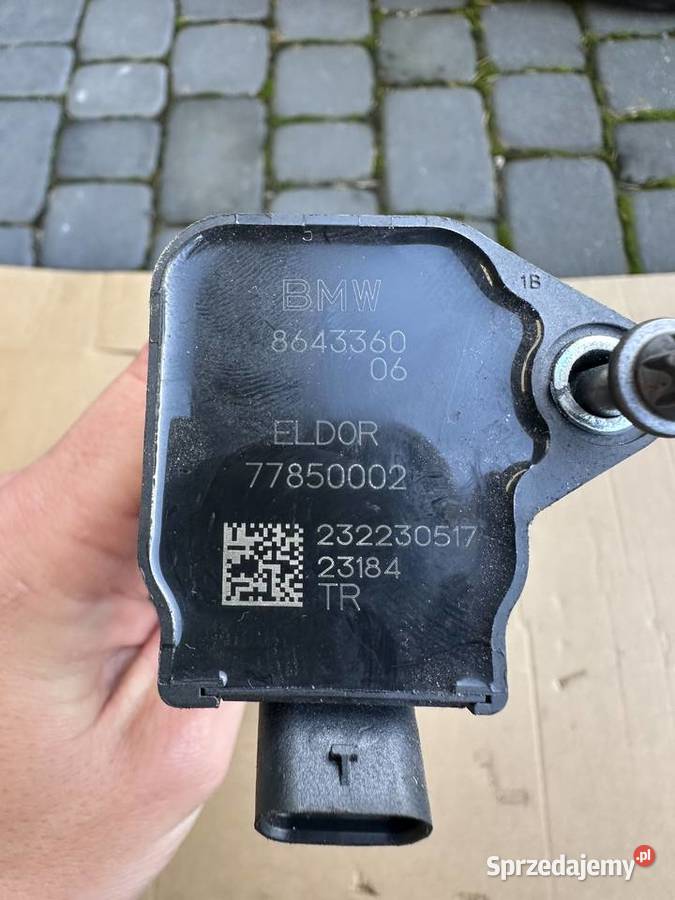 1B
BMW
8643360
06
ELDOR
77850002
232230517
23184
TR
T
Sprzedajemy.pl